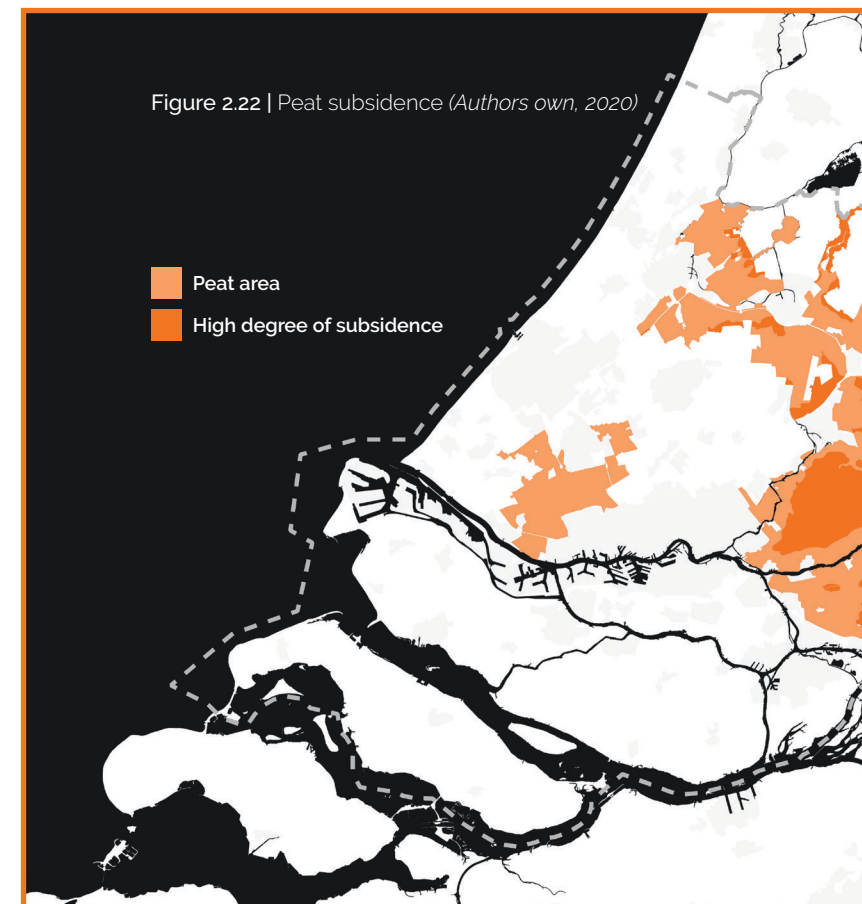 Figure 2.22 | Peat subsidence (Authors own, 2020)
Peat area
High degree of subsidence